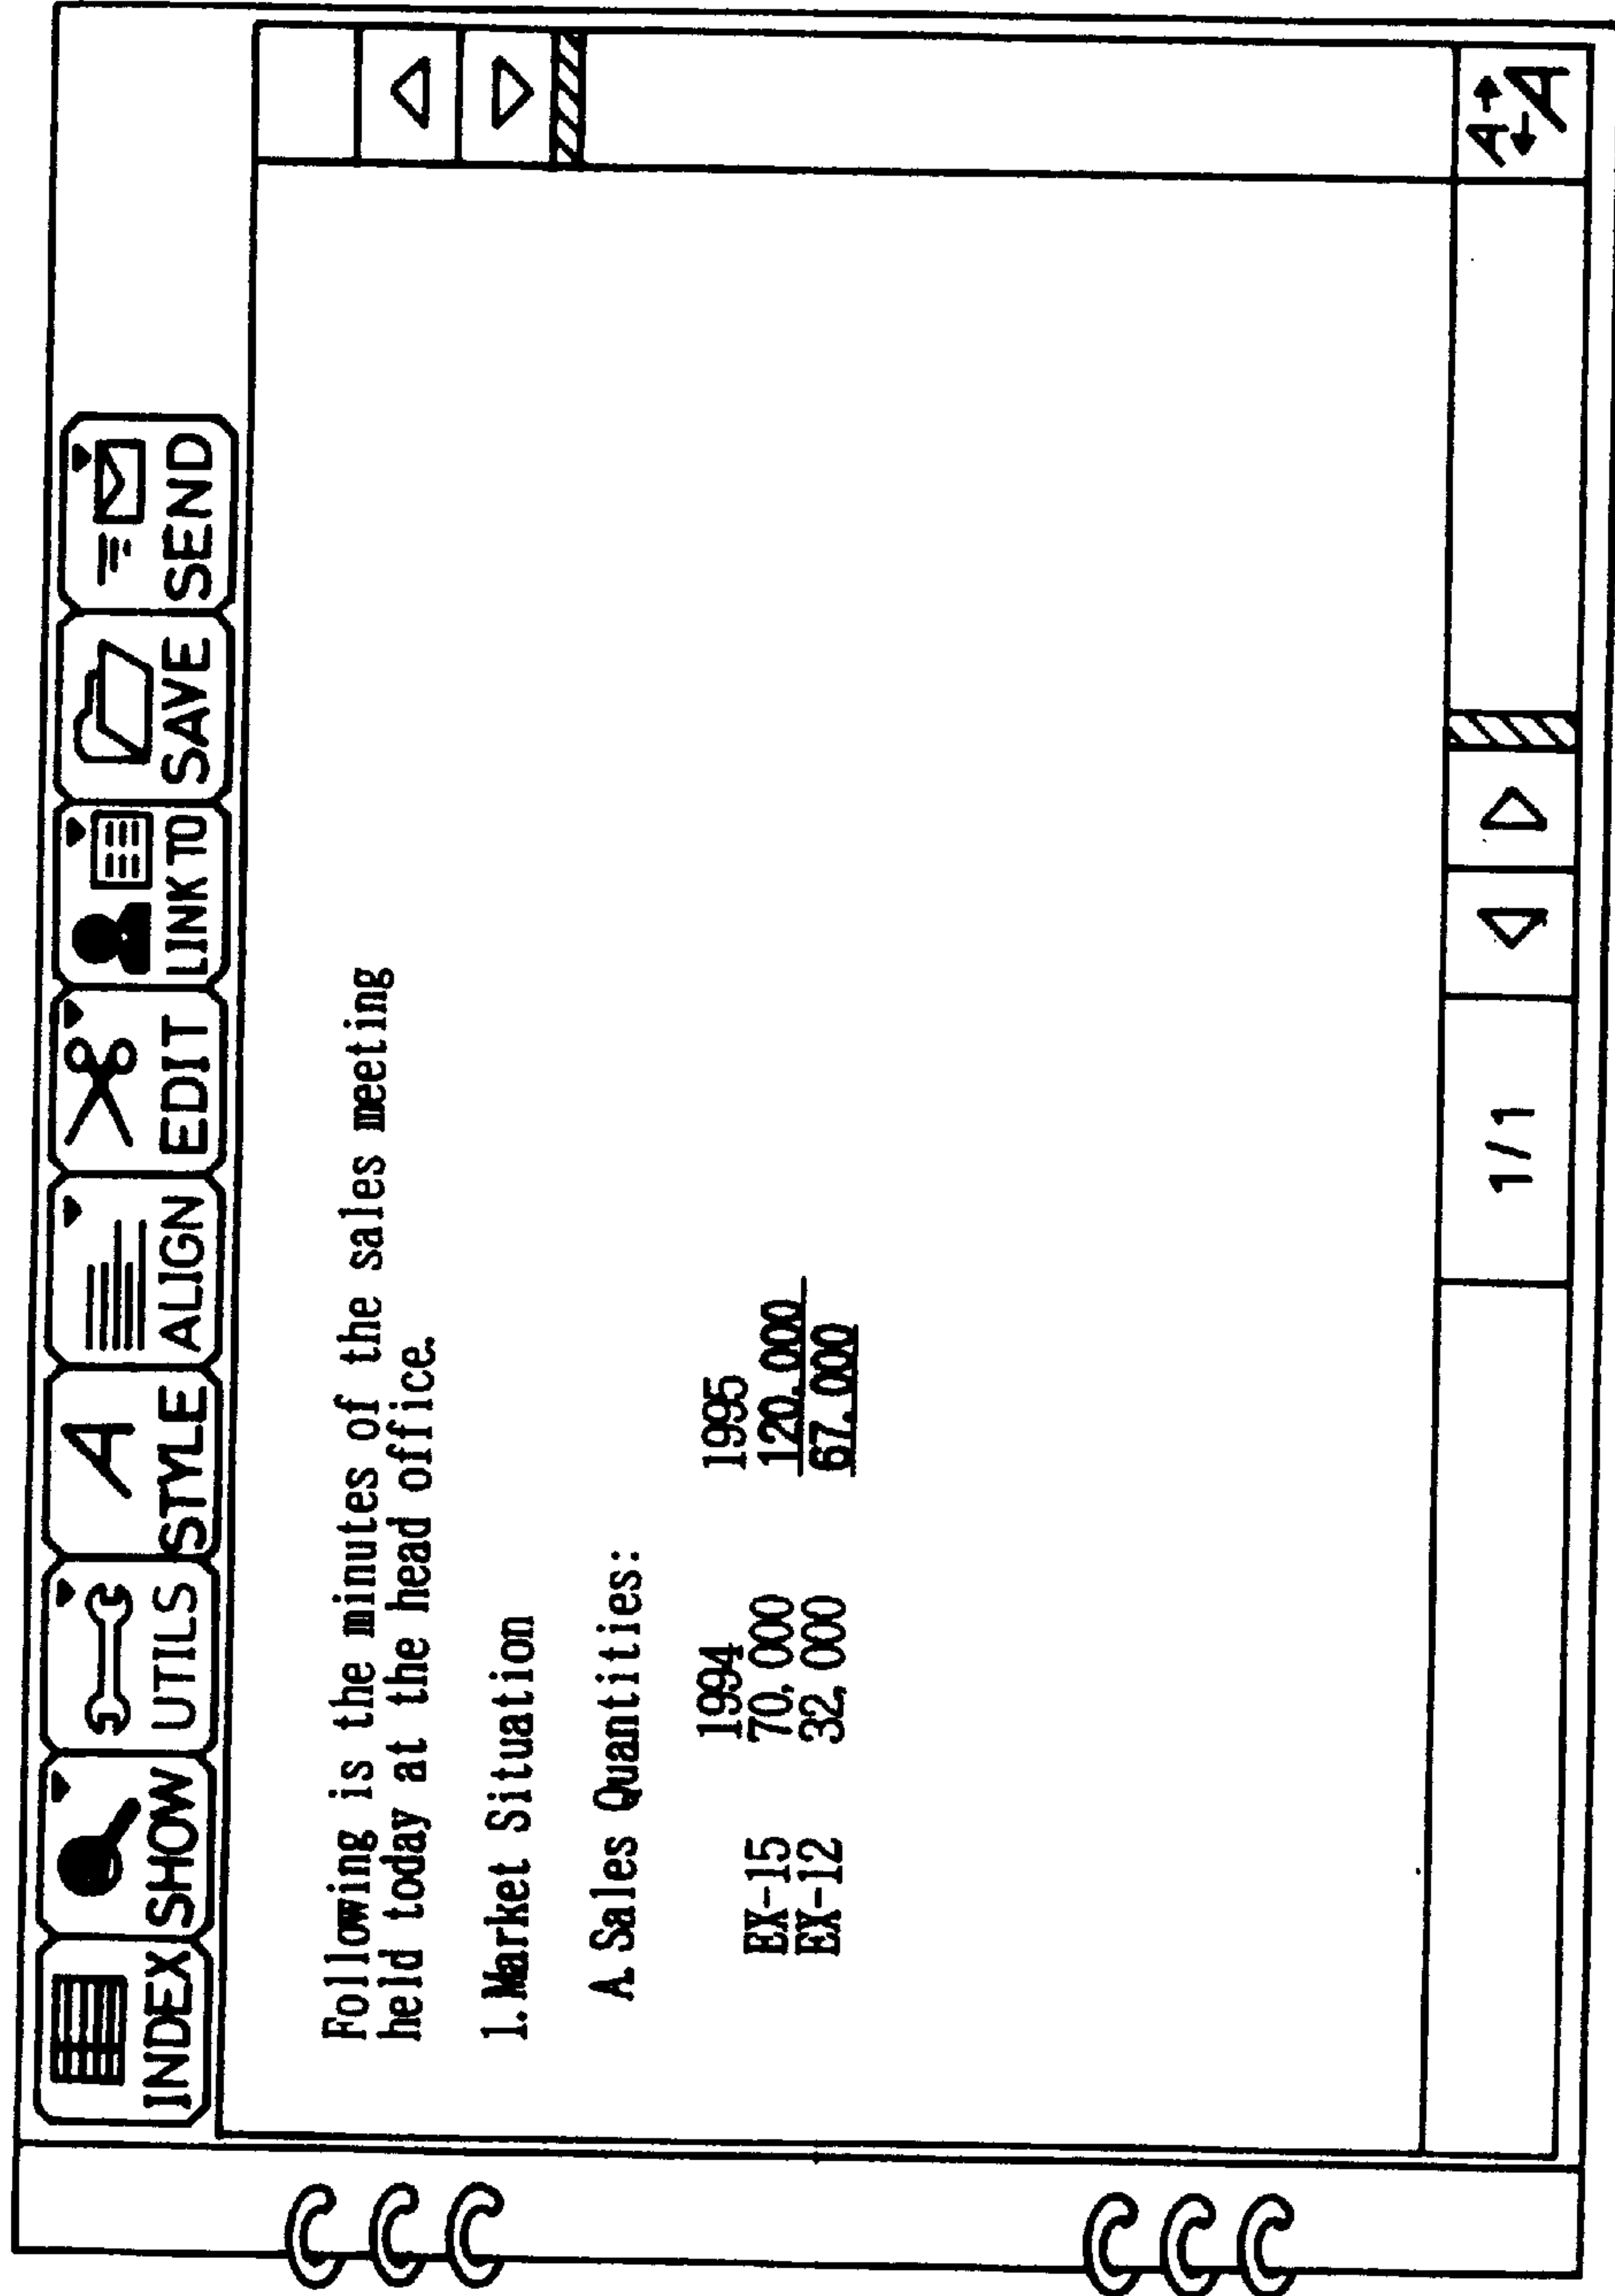 INDEX SHOW UTILS STYLE ALIGN EDIT LINK TO SAVE SEND
Following is the minutes of the sales meeting
held today at the head office.
1. Market Situation
A. Sales Quantities:
1994 1995
EX-15 70,000 120,000
EX-12 32,000 67,000
1/1
A A